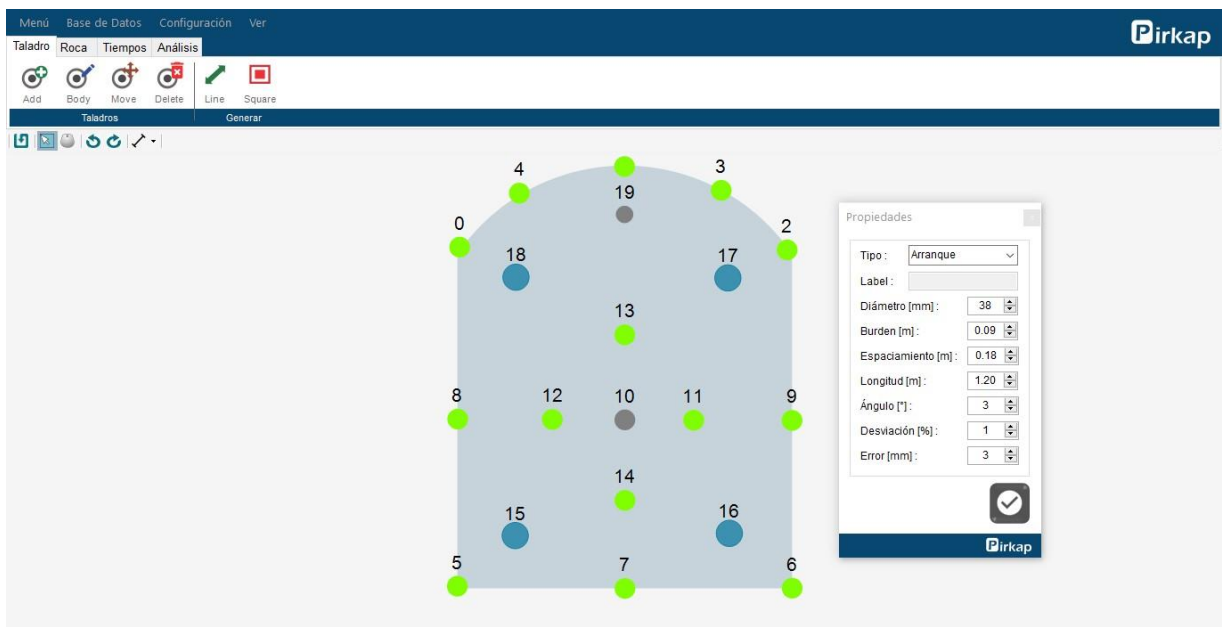 Menú Base de Datos Configuración Ver
Pirkap
Taladro Roca Tiempos Análisis
Add Body Move Delete Line Square
Taladros Generar
4 3
19
0 2
18 17
13
8 12 10 11 9
14
15 16
5 7 6
Propiedades
Tipo : Arranque
Label :
Diámetro [mm] : 38
Burden [m] : 0.09
Espaciamiento [m] : 0.18
Longitud [m] : 1.20
Ángulo [°] : 3
Desviación [%] : 1
Error [mm] : 3
Pirkap